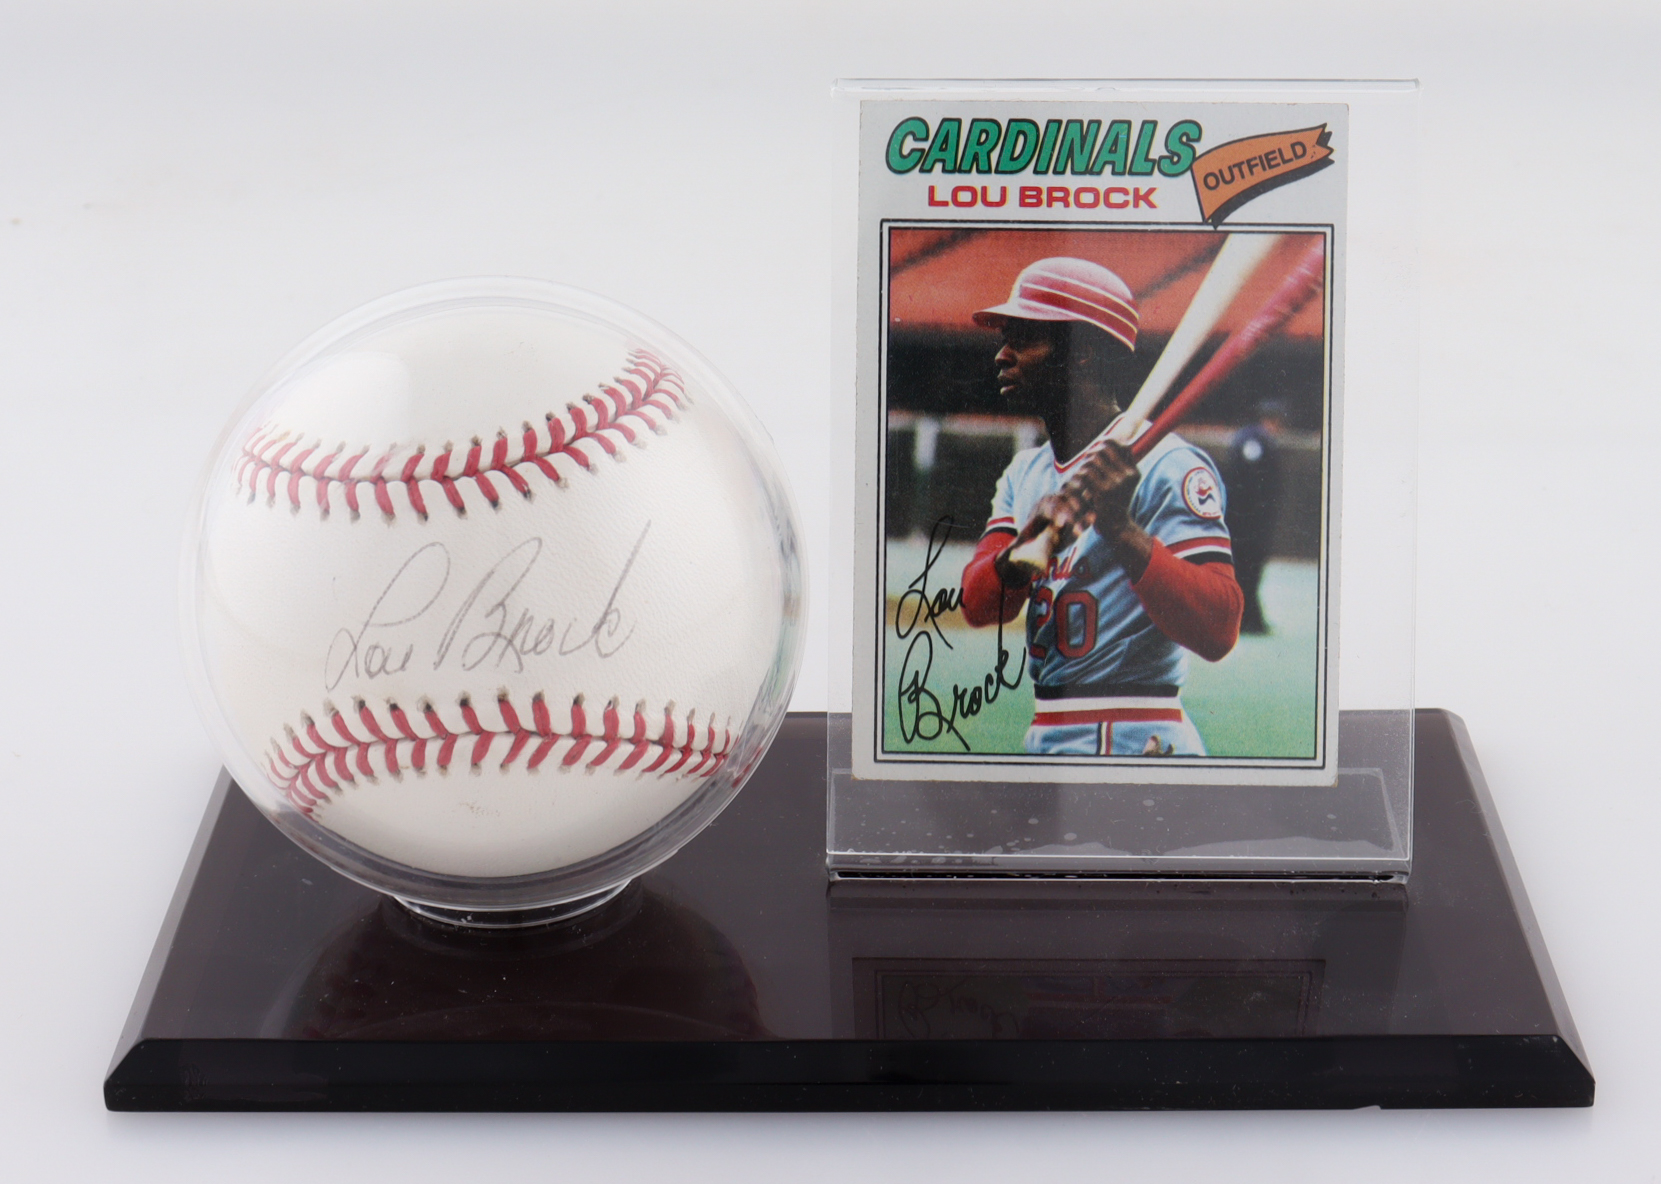 CARDINALS
OUTFIELD
LOU BROCK
Lou Brock
Lou
Brock
20